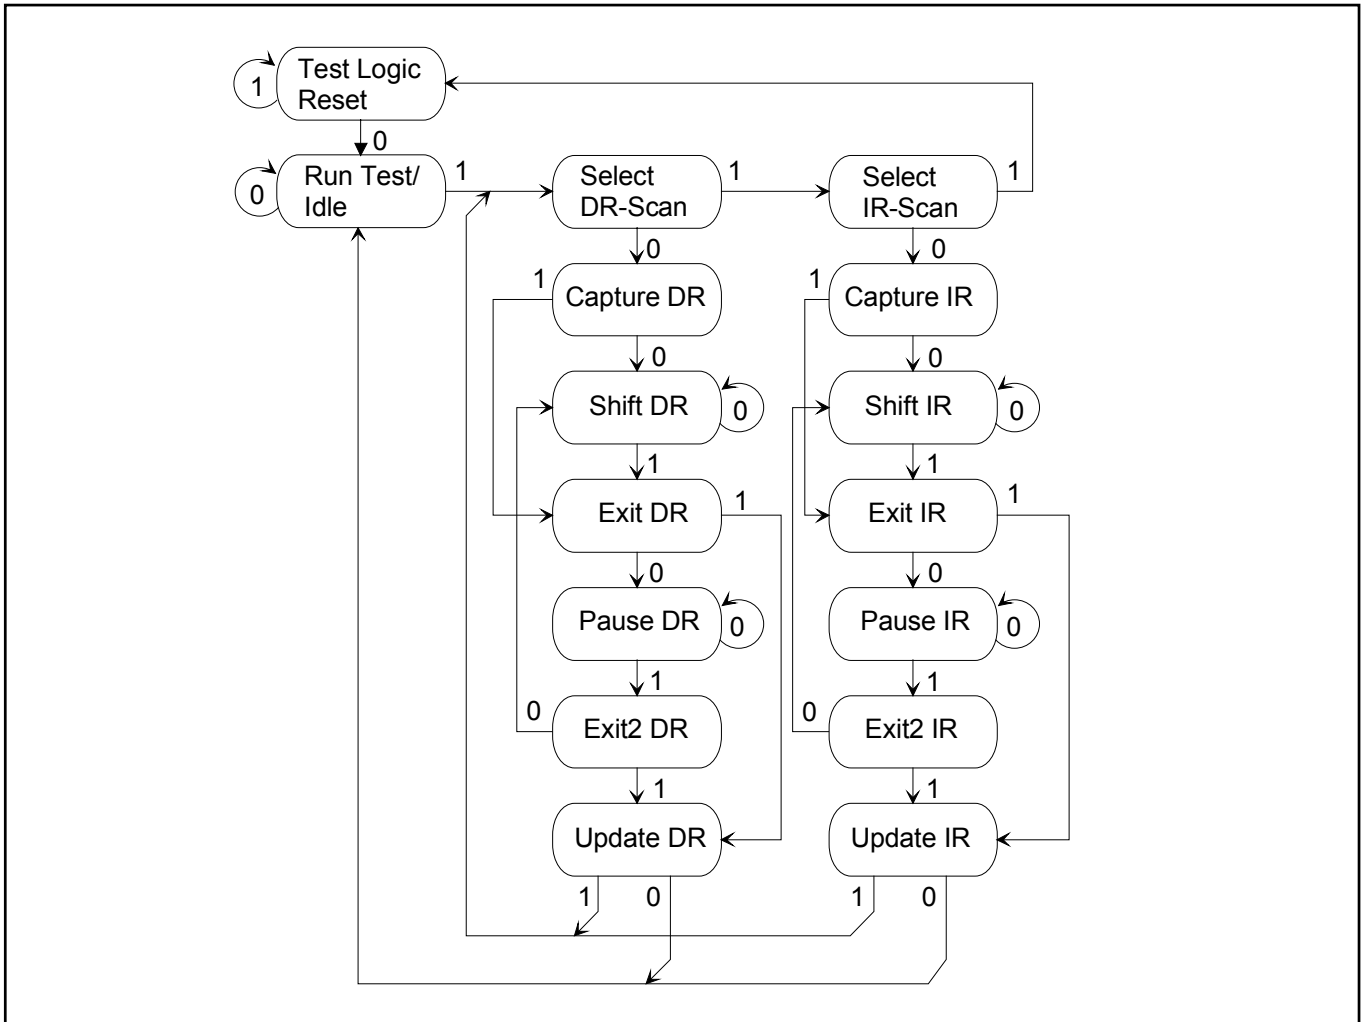 Test Logic
Reset
1
0
Run Test/
Idle
0
1
Select
DR-Scan
1
Select
IR-Scan
1
0
0
1
Capture DR
1
Capture IR
0
0
Shift DR
0
Shift IR
0
1
1
Exit DR
1
Exit IR
1
0
0
Pause DR
0
Pause IR
0
1
1
0
Exit2 DR
0
Exit2 IR
1
1
Update DR
Update IR
1
0
1
0